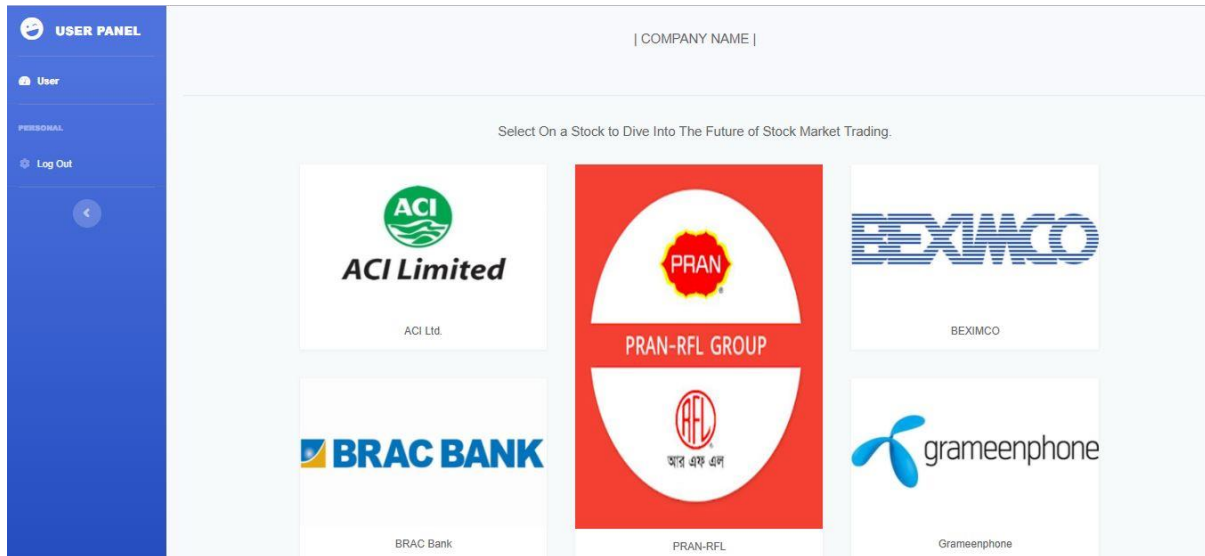 USER PANEL
User
PERSONAL
Log Out
| COMPANY NAME |
Select On a Stock to Dive Into The Future of Stock Market Trading.
ACI
ACI Limited
ACI Ltd.
PRAN
PRAN-RFL GROUP
RFL
আর এফ এল
PRAN-RFL
BEXIMCO
BEXIMCO
BRAC BANK
BRAC Bank
grameenphone
Grameenphone